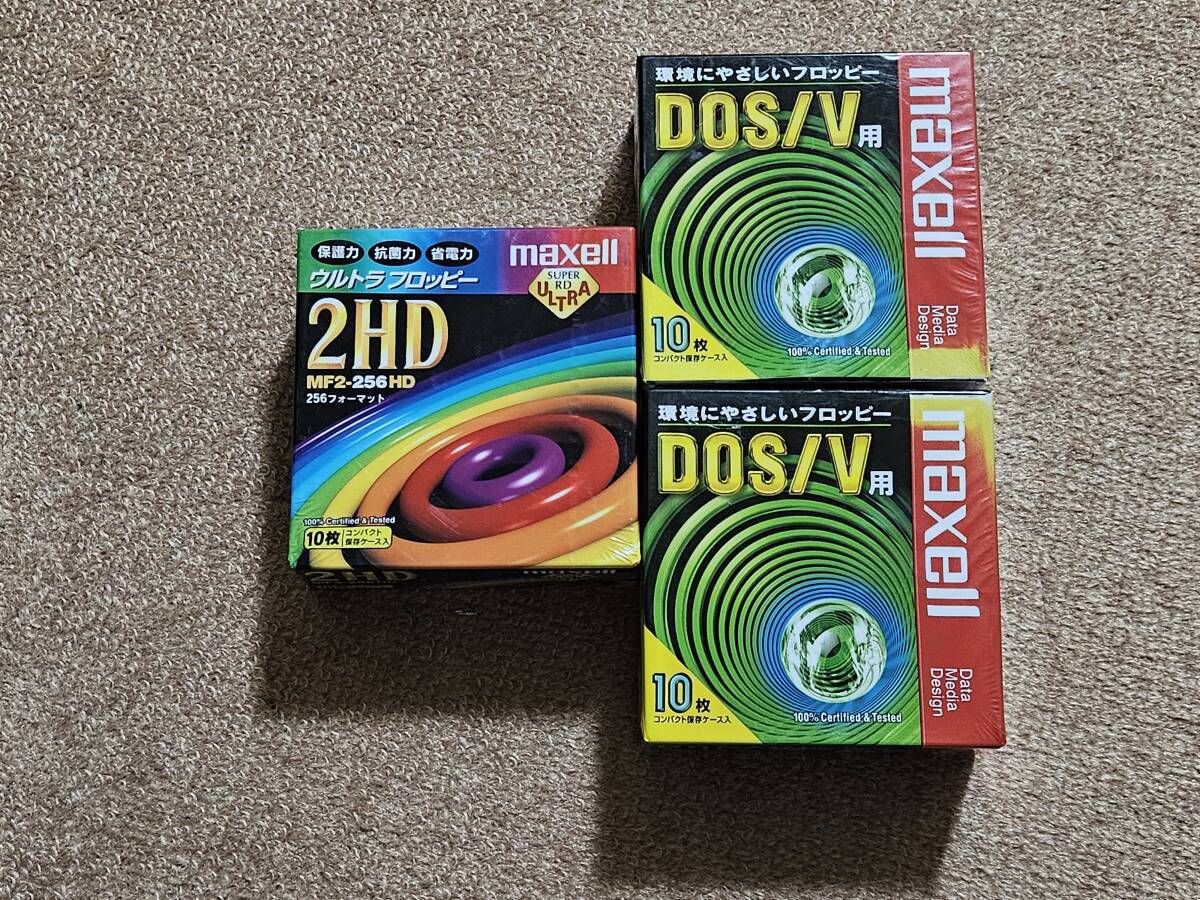 保護力 抗菌力 省電力
ウルトラ フロッピー
maxell
SUPER
RD
ULTRA
2HD
MF2-256HD
256フォーマット
100% Certified & Tested
10枚 コンパクト
保存ケース入
2HD
maxell
環境にやさしいフロッピー
DOS/V用
maxell
Data
Media
Design
10枚
コンパクト保存ケース入
100% Certified & Tested
環境にやさしいフロッピー
DOS/V用
maxell
Data
Media
Design
10枚
コンパクト保存ケース入
100% Certified & Tested